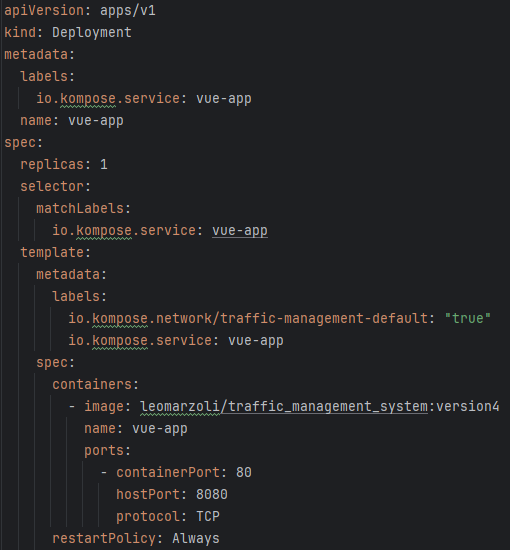 apiVersion: apps/v1
kind: Deployment
metadata:
  labels:
    io.kompose.service: vue-app
  name: vue-app
spec:
  replicas: 1
  selector:
    matchLabels:
      io.kompose.service: vue-app
  template:
    metadata:
      labels:
        io.kompose.network/traffic-management-default: "true"
        io.kompose.service: vue-app
    spec:
      containers:
        - image: leomarzoli/traffic_management_system:version4
          name: vue-app
          ports:
            - containerPort: 80
              hostPort: 8080
              protocol: TCP
      restartPolicy: Always